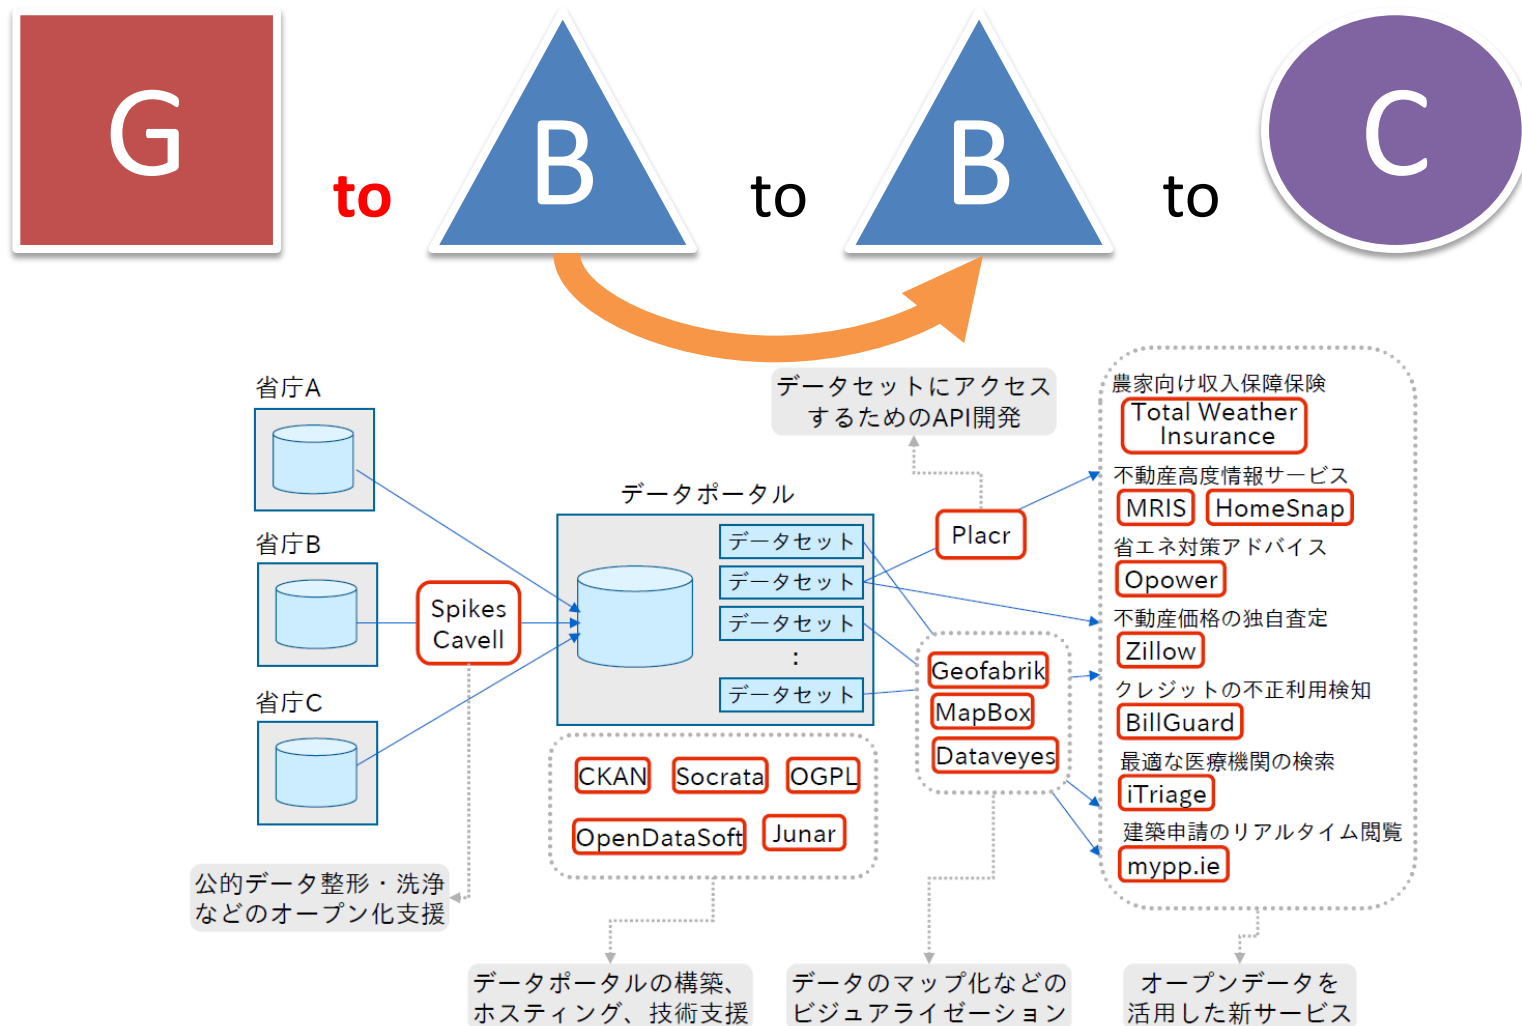 G
to
B
to
B
to
C
省庁A
省庁B
省庁C
Spikes
Cavell
公的データ整形・洗浄
などのオープン化支援
データポータル
データセット
データセット
データセット
:
データセット
CKAN
Socrata
OGPL
OpenDataSoft
Junar
データポータルの構築、
ホスティング、技術支援
データセットにアクセス
するためのAPI開発
Placr
Geofabrik
MapBox
Dataveyes
データのマップ化などの
ビジュアライゼーション
農家向け収入保障保険
Total Weather
Insurance
不動産高度情報サービス
MRIS
HomeSnap
省エネ対策アドバイス
Opower
不動産価格の独自査定
Zillow
クレジットの不正利用検知
BillGuard
最適な医療機関の検索
iTriage
建築申請のリアルタイム閲覧
mypp.ie
オープンデータを
活用した新サービス